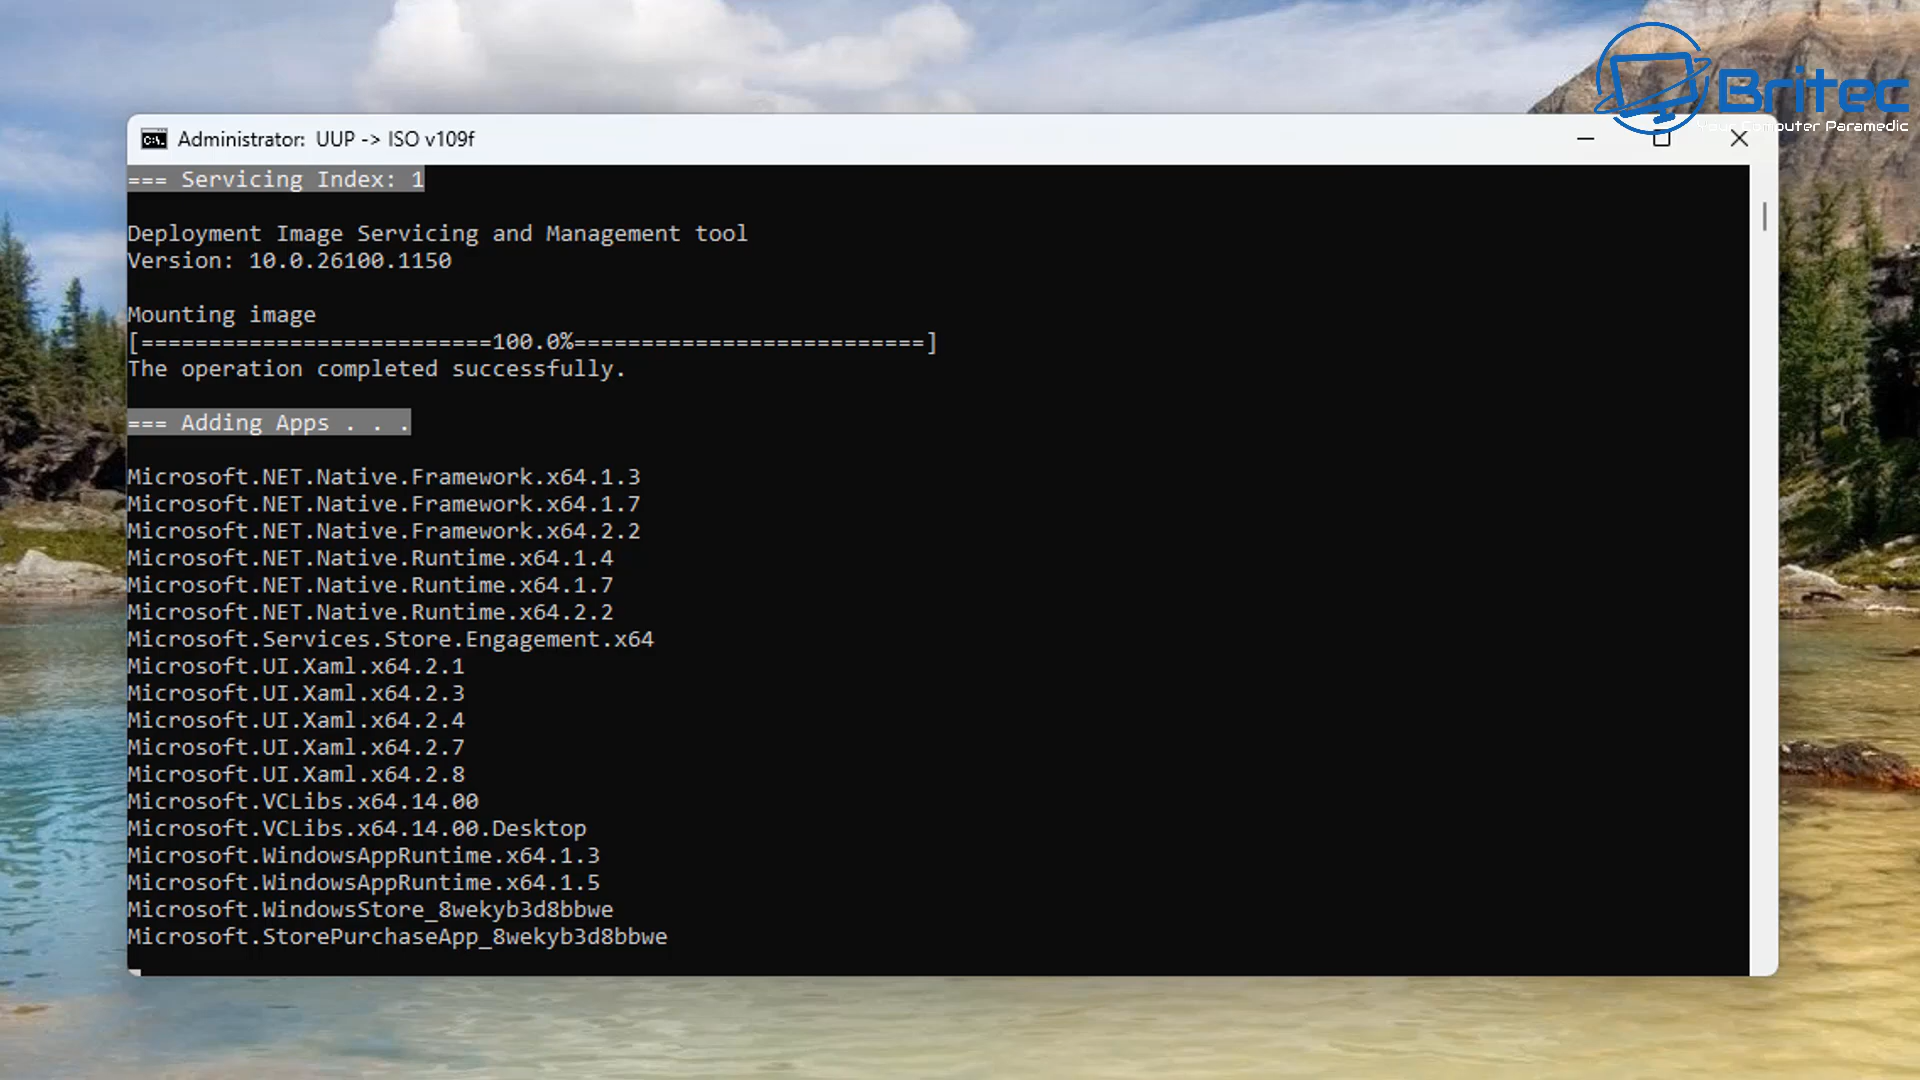 Britec
Your Computer Paramedic
Administrator: UUP -> ISO v109f
=== Servicing Index: 1
Deployment Image Servicing and Management tool
Version: 10.0.26100.1150
Mounting image
[==========================100.0%==========================]
The operation completed successfully.
=== Adding Apps . . .
Microsoft.NET.Native.Framework.x64.1.3
Microsoft.NET.Native.Framework.x64.1.7
Microsoft.NET.Native.Framework.x64.2.2
Microsoft.NET.Native.Runtime.x64.1.4
Microsoft.NET.Native.Runtime.x64.1.7
Microsoft.NET.Native.Runtime.x64.2.2
Microsoft.Services.Store.Engagement.x64
Microsoft.UI.Xaml.x64.2.1
Microsoft.UI.Xaml.x64.2.3
Microsoft.UI.Xaml.x64.2.4
Microsoft.UI.Xaml.x64.2.7
Microsoft.UI.Xaml.x64.2.8
Microsoft.VCLibs.x64.14.00
Microsoft.VCLibs.x64.14.00.Desktop
Microsoft.WindowsAppRuntime.x64.1.3
Microsoft.WindowsAppRuntime.x64.1.5
Microsoft.WindowsStore_8wekyb3d8bbwe
Microsoft.StorePurchaseApp_8wekyb3d8bbwe